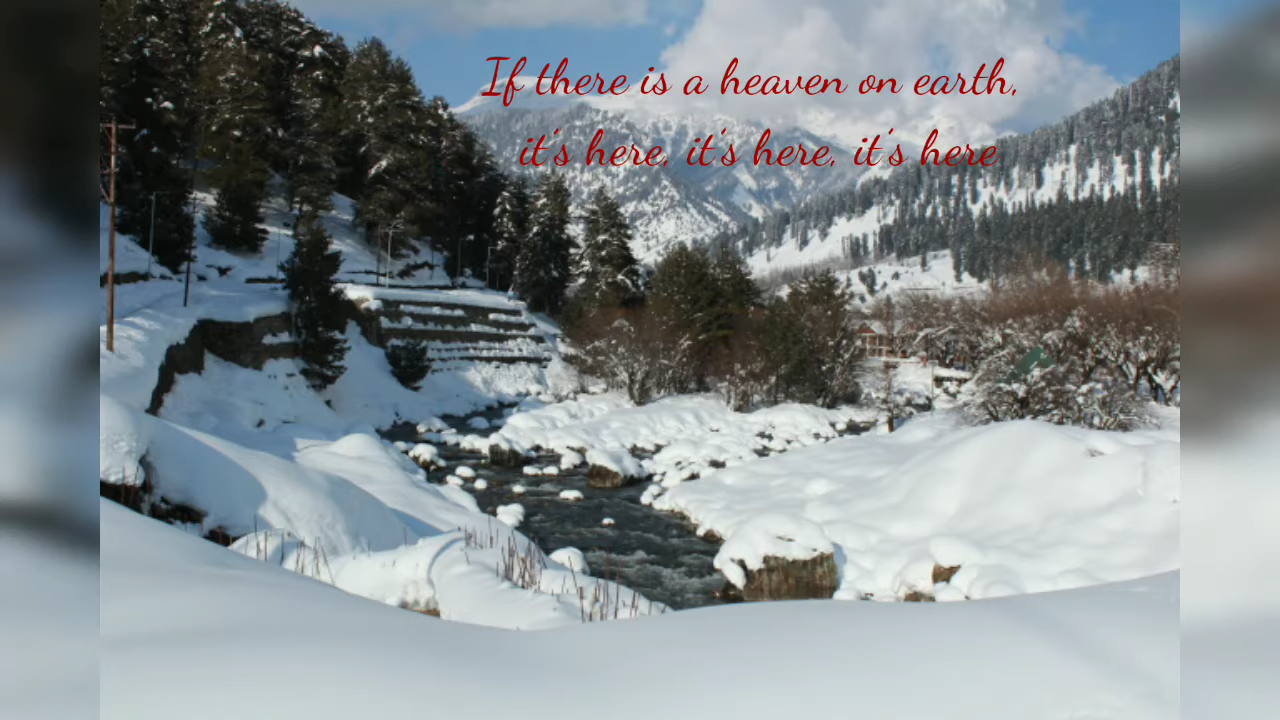 If there is a heaven on earth,
it's here, it's here, it's here